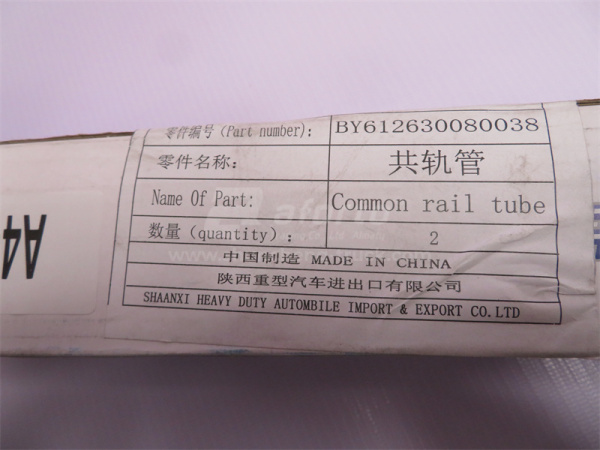 零件编号 (Part number): BY612630080038
零件名称: 共轨管
Name Of Part: Common rail tube
数量 (quantity) : 2
中国制造 MADE IN CHINA
陕西重型汽车进出口有限公司
SHAANXI HEAVY DUTY AUTOMBILE IMPORT & EXPORT CO.LTD
A4